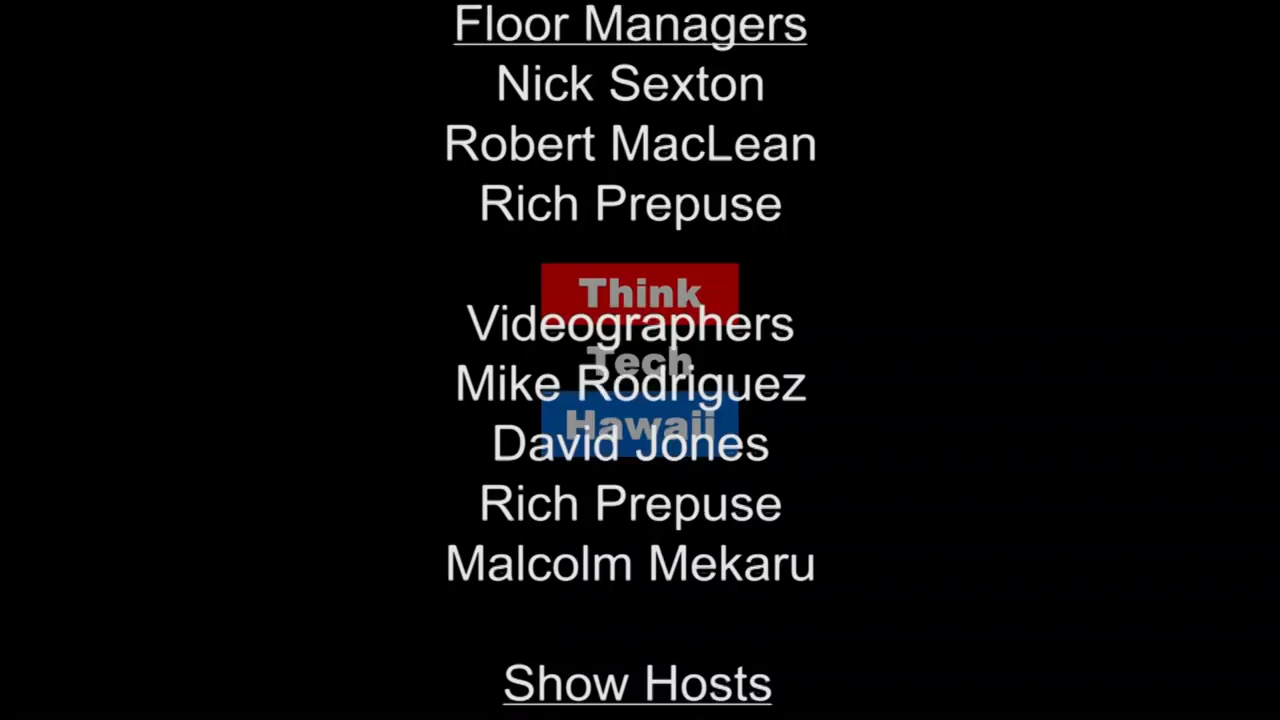 Floor Managers
Nick Sexton
Robert MacLean
Rich Prepuse
Think
Videographers
Tech
Mike Rodriguez
Hawaii
David Jones
Rich Prepuse
Malcolm Mekaru
Show Hosts